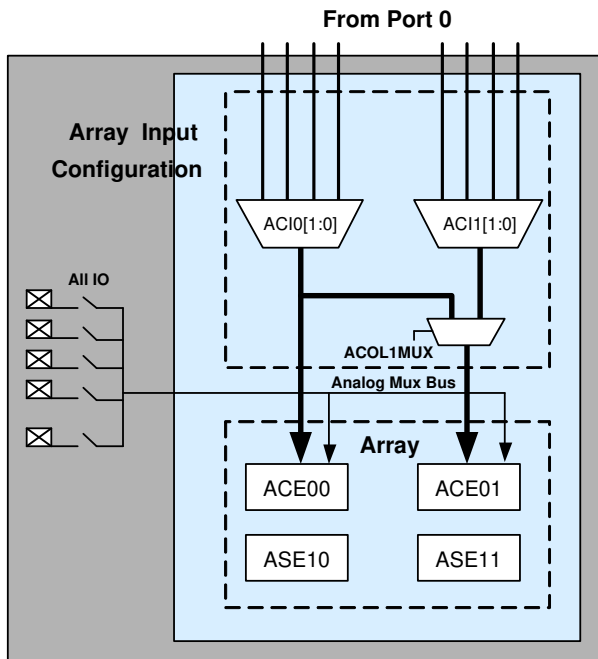 From Port 0
Array Input
Configuration
ACI0[1:0]
ACI1[1:0]
All IO
ACOL1MUX
Analog Mux Bus
Array
ACE00
ACE01
ASE10
ASE11